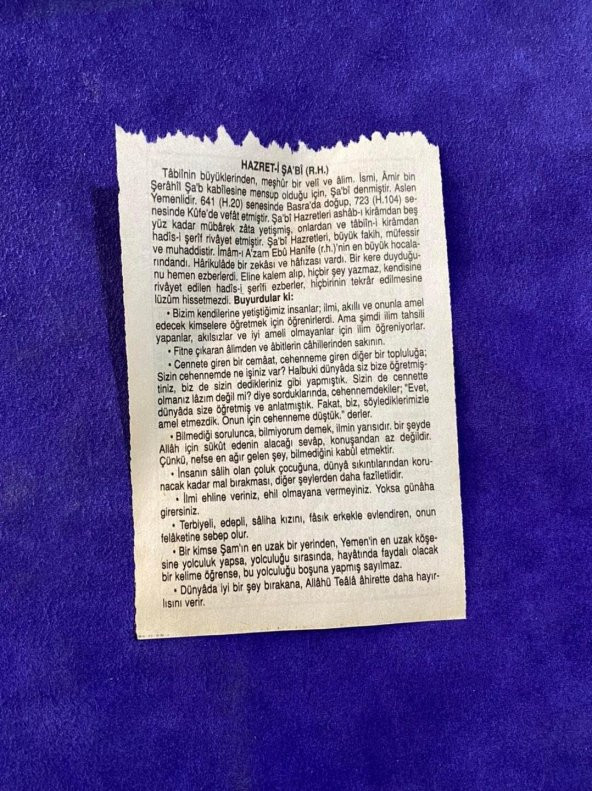 HAZRET-İ ŞA'BÎ (R.H.)
Tâbiînin büyüklerinden, meşhûr bir velî ve âlim. İsmi, Âmir bin
Şerâhîl Şa'b kabîlesine mensup olduğu için, Şa'bî denmiştir. Aslen
Yemenlidir. 641 (H.20) senesinde Basra'da doğup, 723 (H.104) se-
nesinde Kûfe'de vefât etmiştir. Şa'bî Hazretleri ashâb-ı kirâmdan beş
yüz kadar mübârek zâta yetişmiş, onlardan ve tâbiîn-i kirâmdan
hadîs-i şerîf rivâyet etmiştir. Şa'bî Hazretleri, büyük fakih, müfessir
ve muhaddistir. İmâm-ı A'zam Ebû Hanîfe (r.h.)'nin en büyük hocala-
rındandı. Hârikulâde bir zekâsı ve hâfızası vardı. Bir kere duyduğu-
nu hemen ezberlerdi. Eline kalem alıp, hiçbir şey yazmaz, kendisine
rivâyet edilen hadîs-i şerîfi ezberler, hiçbirinin tekrâr edilmesine
lüzûm hissetmezdi. Buyurdular ki:
• Bizim kendilerine yetiştiğimiz insanlar; ilmi, akıllı ve onunla amel
edecek kimselere öğretmek için öğrenirlerdi. Ama şimdi ilim tahsili
yapanlar, akılsızlar ve iyi ameli olmayanlar için ilim öğreniyorlar.
• Fitne çıkaran âlimden ve âbitlerin câhillerinden sakının.
• Cennete giren bir cemâat, cehenneme giren diğer bir topluluğa;
Sizin cehennemde ne işiniz var? Halbuki dünyâda siz bize öğretmiş-
tiniz, biz de sizin dedikleriniz gibi yapmıştık. Sizin de cennette
olmanız lâzım değil mi? diye sorduklarında, cehennemdekiler; "Evet,
dünyâda size öğretmiş ve anlatmıştık. Fakat, biz, söylediklerimizle
amel etmezdik. Onun için cehenneme düştük." derler.
• Bilmediği sorulunca, bilmiyorum demek, ilmin yarısıdır. bir şeyde
Allâh için sükût edenin alacağı sevâp, konuşandan az değildir.
Çünkü, nefse en ağır gelen şey, bilmediğini kabûl etmektir.
• İnsanın sâlih olan çoluk çocuğuna, dünyâ sıkıntılarından koru-
nacak kadar mal bırakması, diğer şeylerden daha fazîletlidir.
• İlmi ehline veriniz, ehil olmayana vermeyiniz. Yoksa günâha
girersiniz.
• Terbiyeli, edepli, sâliha kızını, fâsık erkekle evlendiren, onun
felâketine sebep olur.
• Bir kimse Şam'ın en uzak bir yerinden, Yemen'in en uzak köşe-
sine yolculuk yapsa, yolculuğu sırasında, hayâtında faydalı olacak
bir kelime öğrense, bu yolculuğu boşuna yapmış sayılmaz.
• Dünyâda iyi bir şey bırakana, Allâhü Teâlâ âhirette daha hayır-
lısını verir.